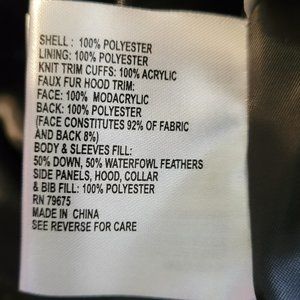 SHELL : 100% POLYESTER
LINING: 100% POLYESTER
KNIT TRIM CUFFS: 100% ACRYLIC
FAUX FUR HOOD TRIM:
FACE: 100% MODACRYLIC
BACK: 100% POLYESTER
(FACE CONSTITUTES 92% OF FABRIC
AND BACK 8%)
BODY & SLEEVES FILL:
50% DOWN, 50% WATERFOWL FEATHERS
SIDE PANELS, HOOD, COLLAR
& BIB FILL: 100% POLYESTER
RN 79675
MADE IN CHINA
SEE REVERSE FOR CARE